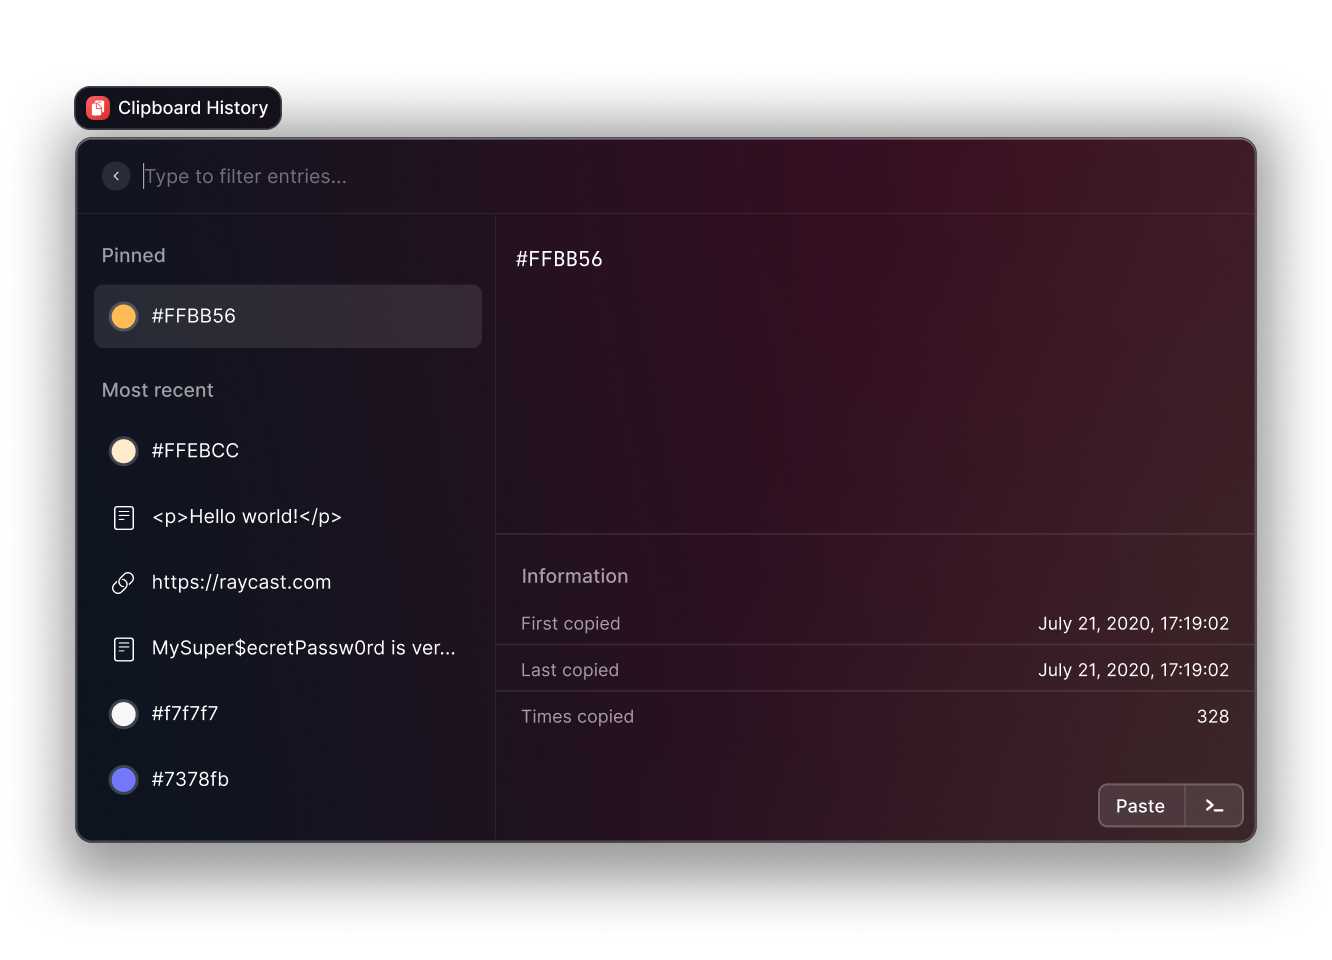 Clipboard History
Type to filter entries...
Pinned
#FFBB56
Most recent
#FFEBCC
<p>Hello world!</p>
https://raycast.com
MySuper$ecretPassw0rd is ver...
#f7f7f7
#7378fb
#FFBB56
Information
First copied July 21, 2020, 17:19:02
Last copied July 21, 2020, 17:19:02
Times copied 328
Paste